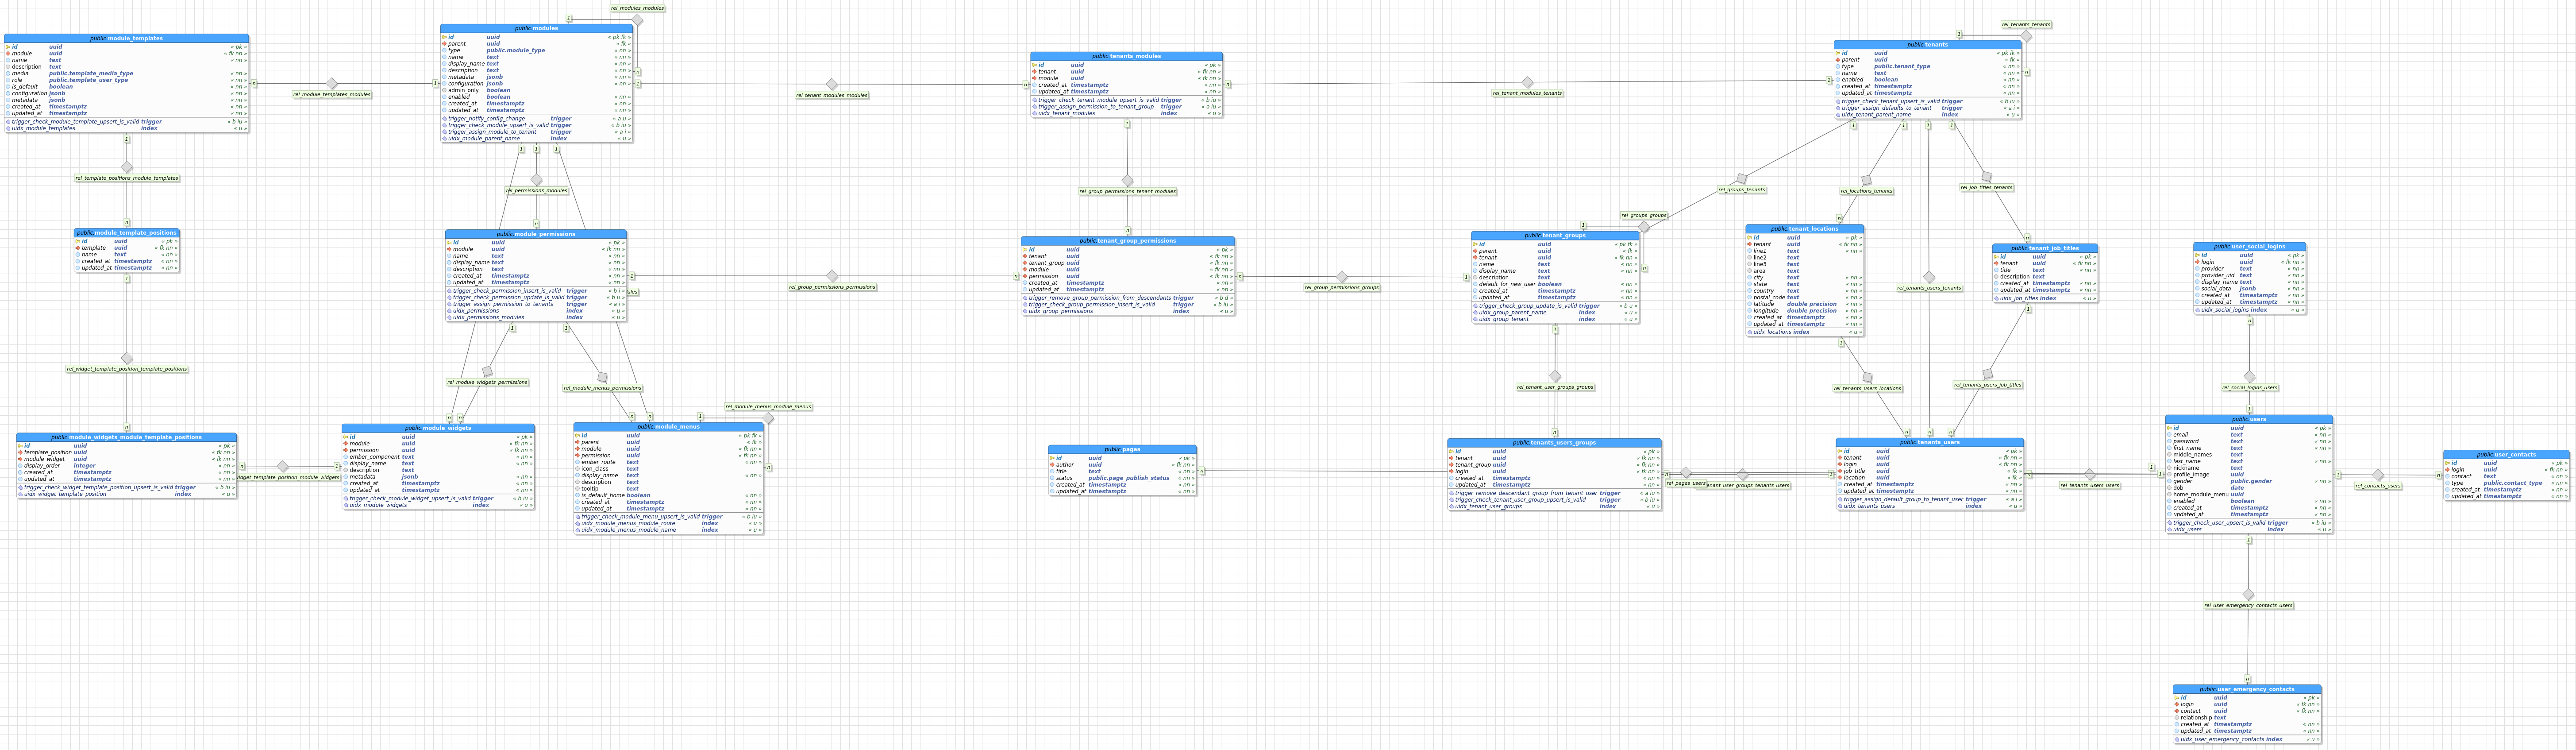 rel_modules_modules
1
public.modules
id uuid « pk fk »
parent uuid « fk »
type public.module_type « nn »
name text « nn »
display_name text « nn »
description text « nn »
metadata jsonb « nn »
configuration jsonb « nn »
admin_only boolean
enabled boolean « nn »
created_at timestamptz « nn »
updated_at timestamptz « nn »
trigger_notify_config_change trigger « a u »
trigger_check_module_upsert_is_valid trigger « b iu »
trigger_assign_module_to_tenant trigger « a i »
uidx_module_parent_name index « u »
public.module_templates
id uuid « pk »
module uuid « fk nn »
name text « nn »
description text
media public.template_media_type « nn »
role public.template_user_type « nn »
is_default boolean « nn »
configuration jsonb « nn »
metadata jsonb « nn »
created_at timestamptz « nn »
updated_at timestamptz « nn »
trigger_check_module_template_upsert_is_valid trigger « b iu »
uidx_module_templates index « u »
rel_module_templates_modules
rel_tenant_modules_modules
public.tenants_modules
id uuid « pk »
tenant uuid « fk nn »
module uuid « fk nn »
created_at timestamptz « nn »
updated_at timestamptz « nn »
trigger_check_tenant_module_upsert_is_valid trigger « b iu »
trigger_assign_permission_to_tenant trigger « a iu »
uidx_tenant_modules index « u »
rel_tenant_modules_tenants
rel_tenants_tenants
public.tenants
id uuid « pk fk »
parent uuid « fk »
type public.tenant_type « nn »
name text « nn »
enabled boolean « nn »
created_at timestamptz « nn »
updated_at timestamptz « nn »
trigger_check_tenant_upsert_is_valid trigger « b iu »
trigger_assign_defaults_to_tenant trigger « a i »
uidx_tenant_parent_name index « u »
rel_template_positions_module_templates
rel_permissions_modules
rel_group_permissions_tenant_modules
rel_groups_tenants
rel_locations_tenants
rel_job_titles_tenants
rel_groups_groups
public.module_template_positions
id uuid « pk »
template uuid « fk nn »
name text « nn »
created_at timestamptz « nn »
updated_at timestamptz « nn »
public.module_permissions
id uuid « pk »
module uuid « fk nn »
name text « nn »
display_name text « nn »
description text « nn »
created_at timestamptz « nn »
updated_at timestamptz « nn »
trigger_check_permission_insert_is_valid trigger « b i »
trigger_check_permission_update_is_valid trigger « b u »
trigger_assign_permission_to_tenants trigger « a i »
uidx_permissions index « u »
uidx_permissions_modules index « u »
rel_group_permissions_permissions
public.tenant_group_permissions
id uuid « pk »
tenant uuid « fk nn »
tenant_group uuid « fk nn »
module uuid « fk nn »
permission uuid « fk nn »
created_at timestamptz « nn »
updated_at timestamptz « nn »
trigger_remove_group_permission_from_descendants trigger « b d »
trigger_check_group_permission_insert_is_valid trigger « b iu »
uidx_group_permissions index « u »
rel_group_permissions_groups
public.tenant_groups
id uuid « pk fk »
parent uuid « fk »
tenant uuid « fk nn »
name text « nn »
display_name text « nn »
description text « nn »
default_for_new_user boolean « nn »
created_at timestamptz « nn »
updated_at timestamptz « nn »
trigger_check_group_update_is_valid trigger « b u »
uidx_group_parent_name index « u »
uidx_group_tenant index « u »
public.tenant_locations
id uuid « pk »
tenant uuid « fk nn »
line1 text « nn »
line2 text
line3 text
area text
city text « nn »
state text « nn »
country text « nn »
postal_code text « nn »
latitude double precision « nn »
longitude double precision « nn »
created_at timestamptz « nn »
updated_at timestamptz « nn »
uidx_locations index « u »
rel_tenants_users_tenants
public.tenant_job_titles
id uuid « pk »
tenant uuid « fk nn »
title text « nn »
description text
created_at timestamptz « nn »
updated_at timestamptz « nn »
uidx_job_titles index « u »
public.user_social_logins
id uuid « pk »
login uuid « fk nn »
provider text « nn »
provider_uid text « nn »
display_name text « nn »
social_data jsonb « nn »
created_at timestamptz « nn »
updated_at timestamptz « nn »
uidx_social_logins index « u »
rel_widget_template_position_template_positions
rel_module_widgets_permissions
rel_module_menus_permissions
rel_module_menus_module_menus
rel_tenant_user_groups_groups
rel_tenants_users_locations
rel_tenants_users_job_titles
rel_social_logins_users
public.module_widgets_module_template_positions
id uuid « pk »
template_position uuid « fk nn »
module_widget uuid « fk nn »
display_order integer « nn »
created_at timestamptz « nn »
updated_at timestamptz « nn »
trigger_check_widget_template_position_upsert_is_valid trigger « b iu »
uidx_widget_template_position index « u »
widget_template_position_module_widgets
public.module_widgets
id uuid « pk »
module uuid « fk nn »
permission uuid « fk nn »
ember_component text « nn »
display_name text « nn »
description text
metadata jsonb « nn »
created_at timestamptz « nn »
updated_at timestamptz « nn »
trigger_check_module_widget_upsert_is_valid trigger « b iu »
uidx_module_widgets index « u »
public.module_menus
id uuid « pk fk »
parent uuid « fk »
module uuid « fk nn »
permission uuid « fk nn »
ember_route text « nn »
icon_class text
display_name text « nn »
description text
tooltip text
is_default_home boolean « nn »
created_at timestamptz « nn »
updated_at timestamptz « nn »
trigger_check_module_menu_upsert_is_valid trigger « b iu »
uidx_module_menus_module_route index « u »
uidx_module_menus_module_name index « u »
public.pages
id uuid « pk »
author uuid « fk nn »
title text « nn »
status public.page_publish_status « nn »
created_at timestamptz « nn »
updated_at timestamptz « nn »
public.tenants_users_groups
id uuid « pk »
tenant uuid « fk nn »
tenant_group uuid « fk nn »
login uuid « fk nn »
created_at timestamptz « nn »
updated_at timestamptz « nn »
trigger_remove_descendant_group_from_tenant_user trigger « a iu »
trigger_check_tenant_user_group_upsert_is_valid trigger « b iu »
uidx_tenant_user_groups index « u »
rel_pages_users
tenant_user_groups_tenants_users
public.tenants_users
id uuid « pk »
tenant uuid « fk nn »
login uuid « fk nn »
job_title uuid « fk »
location uuid « fk »
created_at timestamptz « nn »
updated_at timestamptz « nn »
trigger_assign_default_group_to_tenant_user trigger « a i »
uidx_tenants_users index « u »
rel_tenants_users_users
public.users
id uuid « pk »
email text « nn »
password text « nn »
first_name text « nn »
middle_names text
last_name text « nn »
nickname text
profile_image uuid
gender public.gender « nn »
dob date
home_module_menu uuid
enabled boolean « nn »
created_at timestamptz « nn »
updated_at timestamptz « nn »
trigger_check_user_upsert_is_valid trigger « b iu »
uidx_users index « u »
rel_contacts_users
public.user_contacts
id uuid « pk »
login uuid « fk nn »
contact text « nn »
type public.contact_type « nn »
created_at timestamptz « nn »
updated_at timestamptz « nn »
rel_user_emergency_contacts_users
public.user_emergency_contacts
id uuid « pk »
login uuid « fk nn »
contact uuid « fk nn »
relationship text
created_at timestamptz « nn »
updated_at timestamptz « nn »
uidx_user_emergency_contacts index « u »